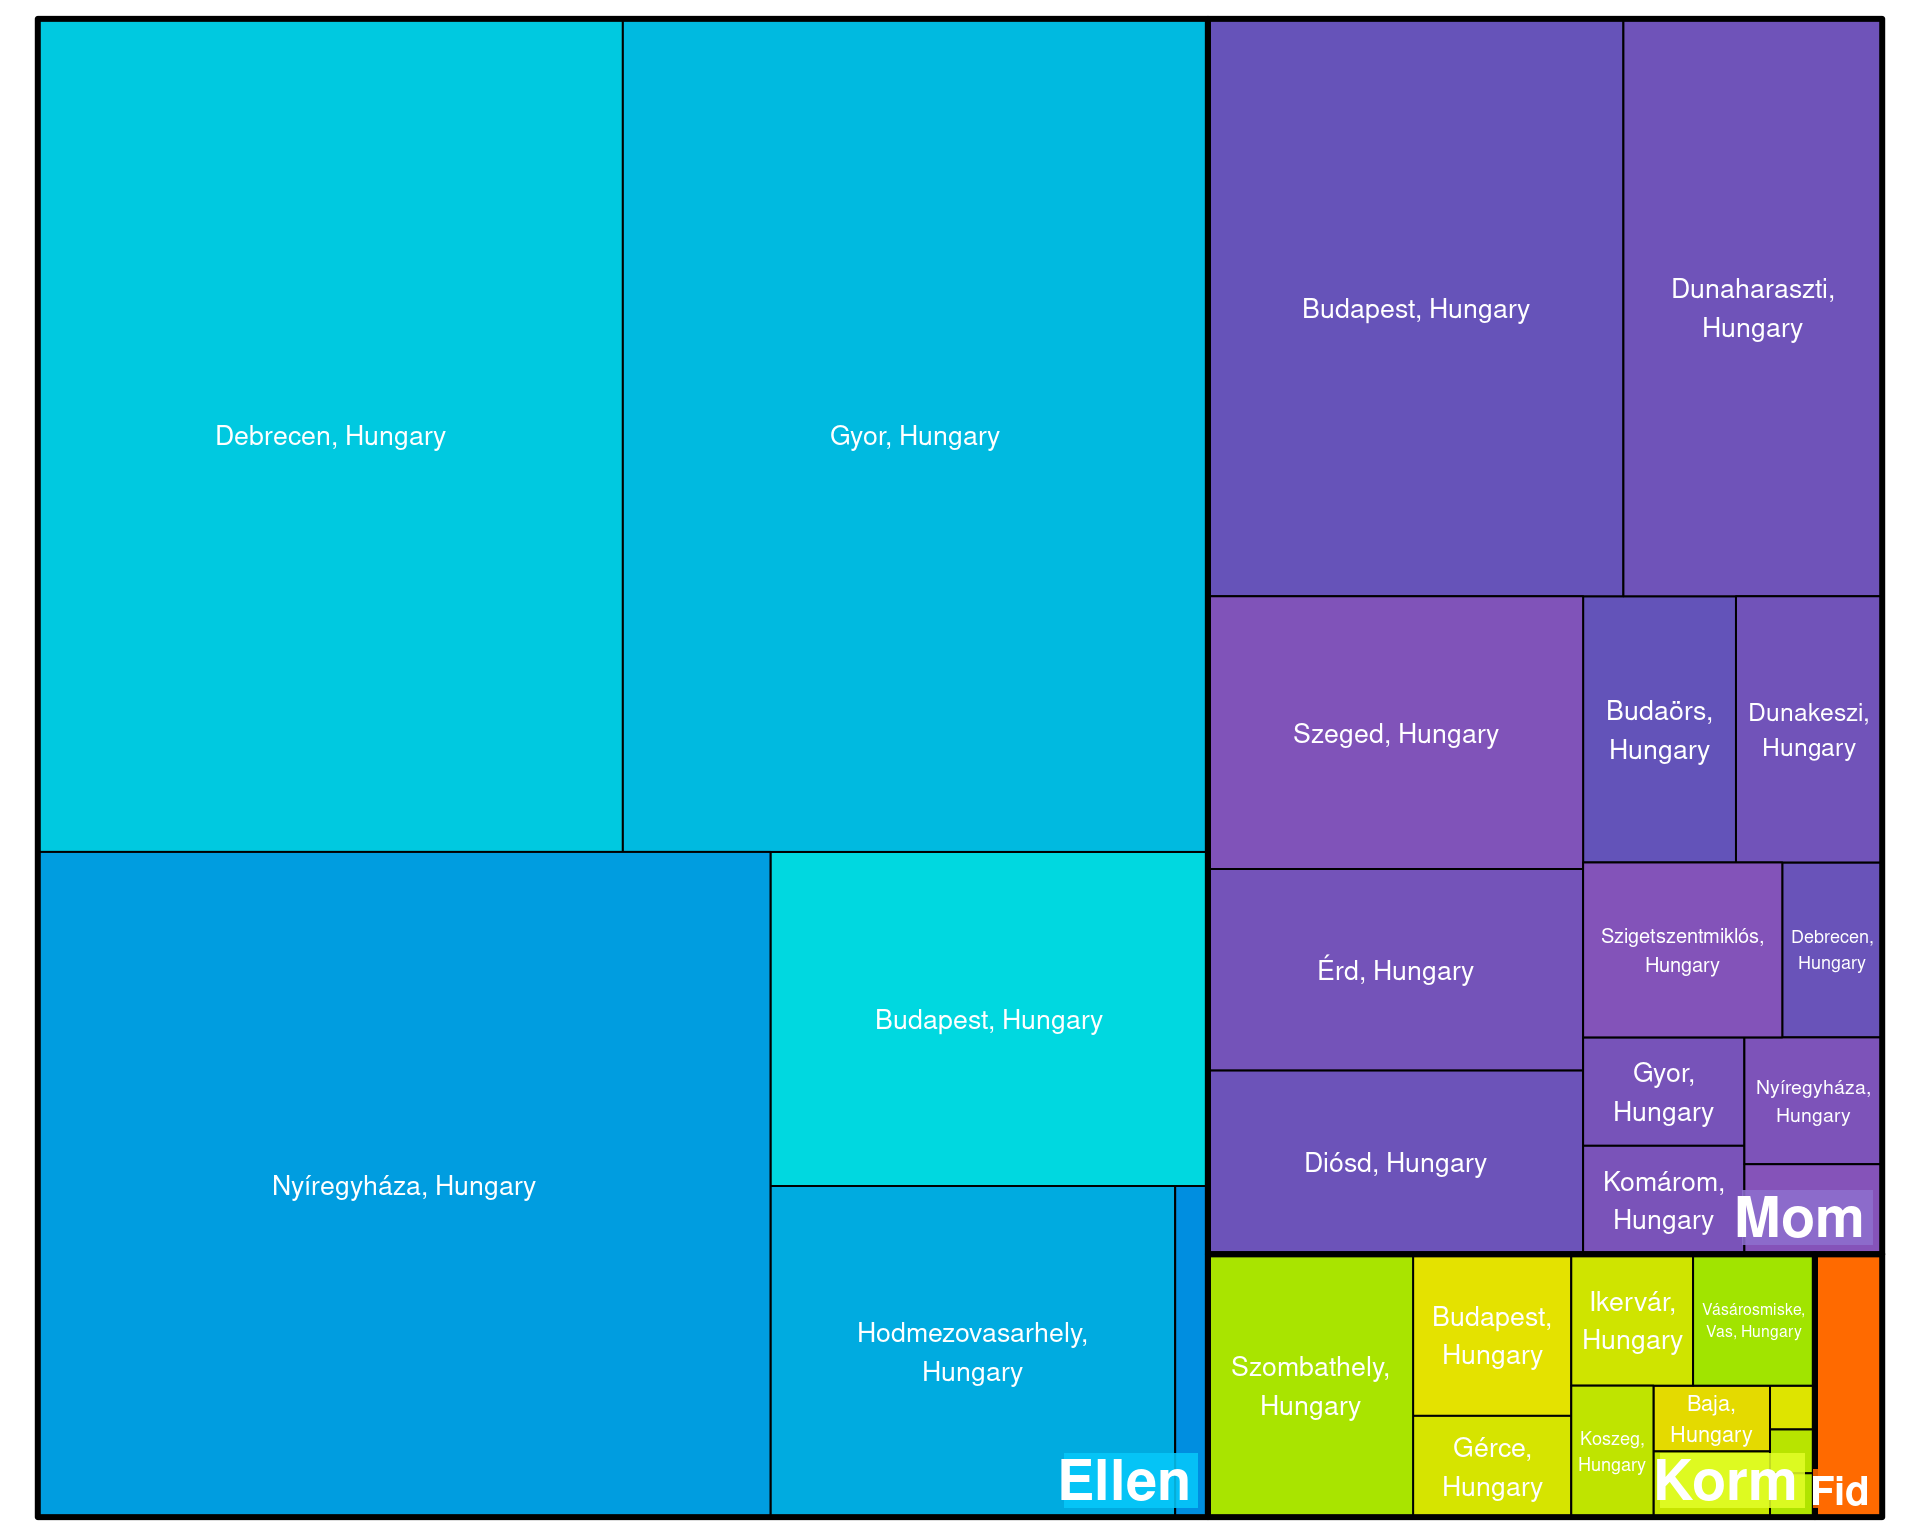 Debrecen, Hungary
Gyor, Hungary
Nyíregyháza, Hungary
Budapest, Hungary
Hodmezovasarhely,
Hungary
Ellen
Budapest, Hungary
Dunaharaszti,
Hungary
Szeged, Hungary
Budaörs,
Hungary
Dunakeszi,
Hungary
Érd, Hungary
Szigetszentmiklós,
Hungary
Debrecen,
Hungary
Diósd, Hungary
Gyor,
Hungary
Nyíregyháza,
Hungary
Komárom,
Hungary
Mom
Szombathely,
Hungary
Budapest,
Hungary
Gérce,
Hungary
Ikervár,
Hungary
Vásárosmiske,
Vas, Hungary
Koszeg,
Hungary
Baja,
Hungary
Korm
Fid